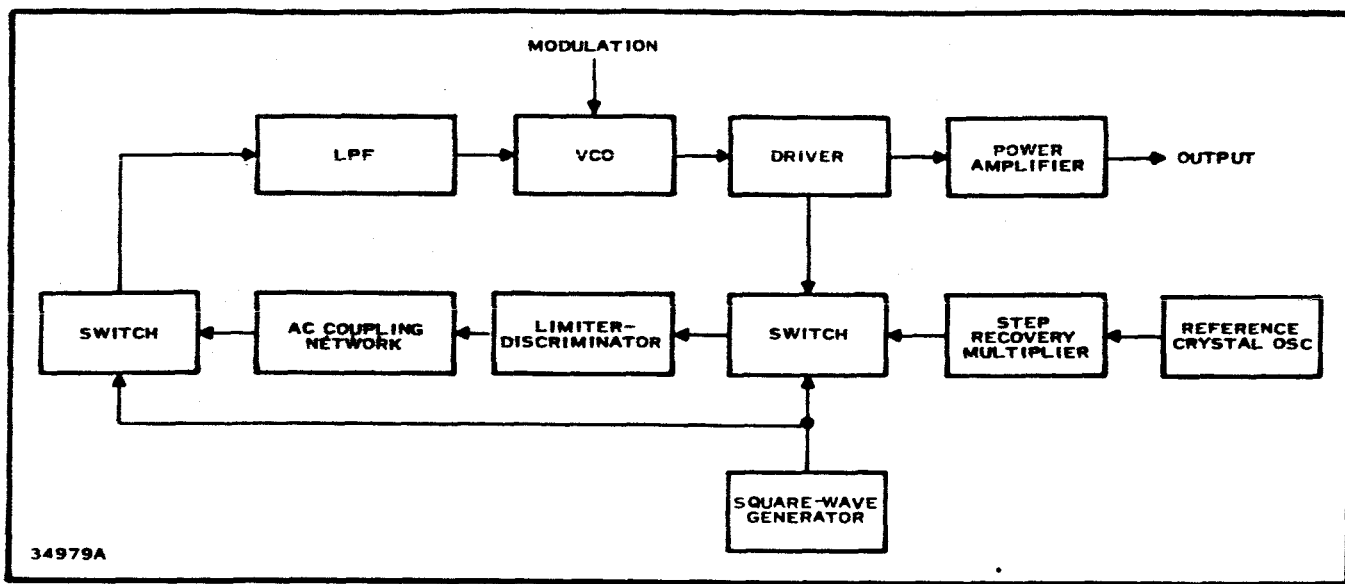 MODULATION
LPF
VCO
DRIVER
POWER
AMPLIFIER
OUTPUT
SWITCH
AC COUPLING
NETWORK
LIMITER-
DISCRIMINATOR
SWITCH
STEP
RECOVERY
MULTIPLIER
REFERENCE
CRYSTAL OSC
SQUARE-WAVE
GENERATOR
34979A